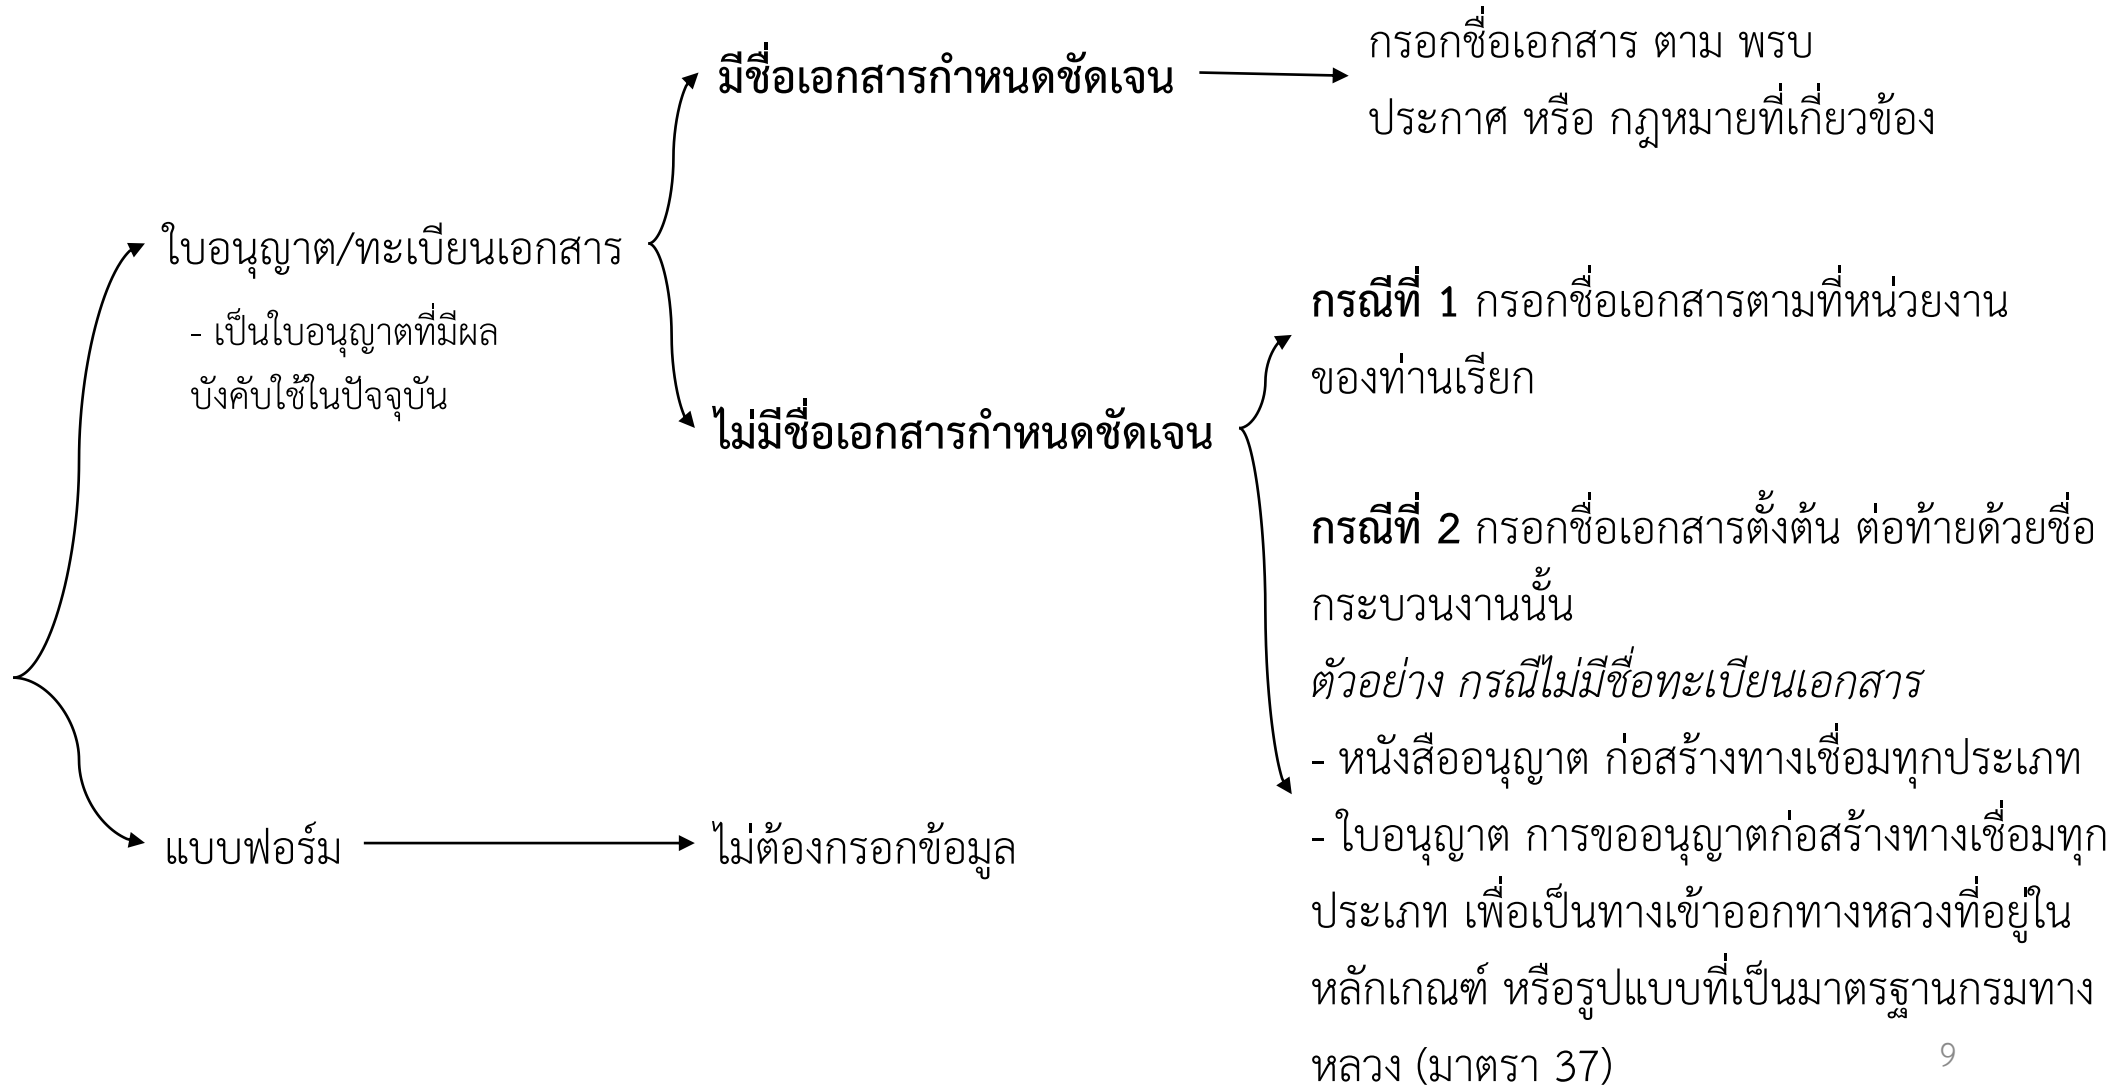 มีชื่อเอกสารกำหนดชัดเจน
กรอกชื่อเอกสาร ตาม พรบ
ประกาศ หรือ กฎหมายที่เกี่ยวข้อง
ใบอนุญาต/ทะเบียนเอกสาร
- เป็นใบอนุญาตที่มีผล
บังคับใช้ในปัจจุบัน
ไม่มีชื่อเอกสารกำหนดชัดเจน
กรณีที่ 1 กรอกชื่อเอกสารตามที่หน่วยงาน
ของท่านเรียก
กรณีที่ 2 กรอกชื่อเอกสารตั้งต้น ต่อท้ายด้วยชื่อ
กระบวนงานนั้น
ตัวอย่าง กรณีไม่มีชื่อทะเบียนเอกสาร
- หนังสืออนุญาต ก่อสร้างทางเชื่อมทุกประเภท
- ใบอนุญาต การขออนุญาตก่อสร้างทางเชื่อมทุก
ประเภท เพื่อเป็นทางเข้าออกทางหลวงที่อยู่ใน
หลักเกณฑ์ หรือรูปแบบที่เป็นมาตรฐานกรมทาง
หลวง (มาตรา 37)
แบบฟอร์ม
ไม่ต้องกรอกข้อมูล
9